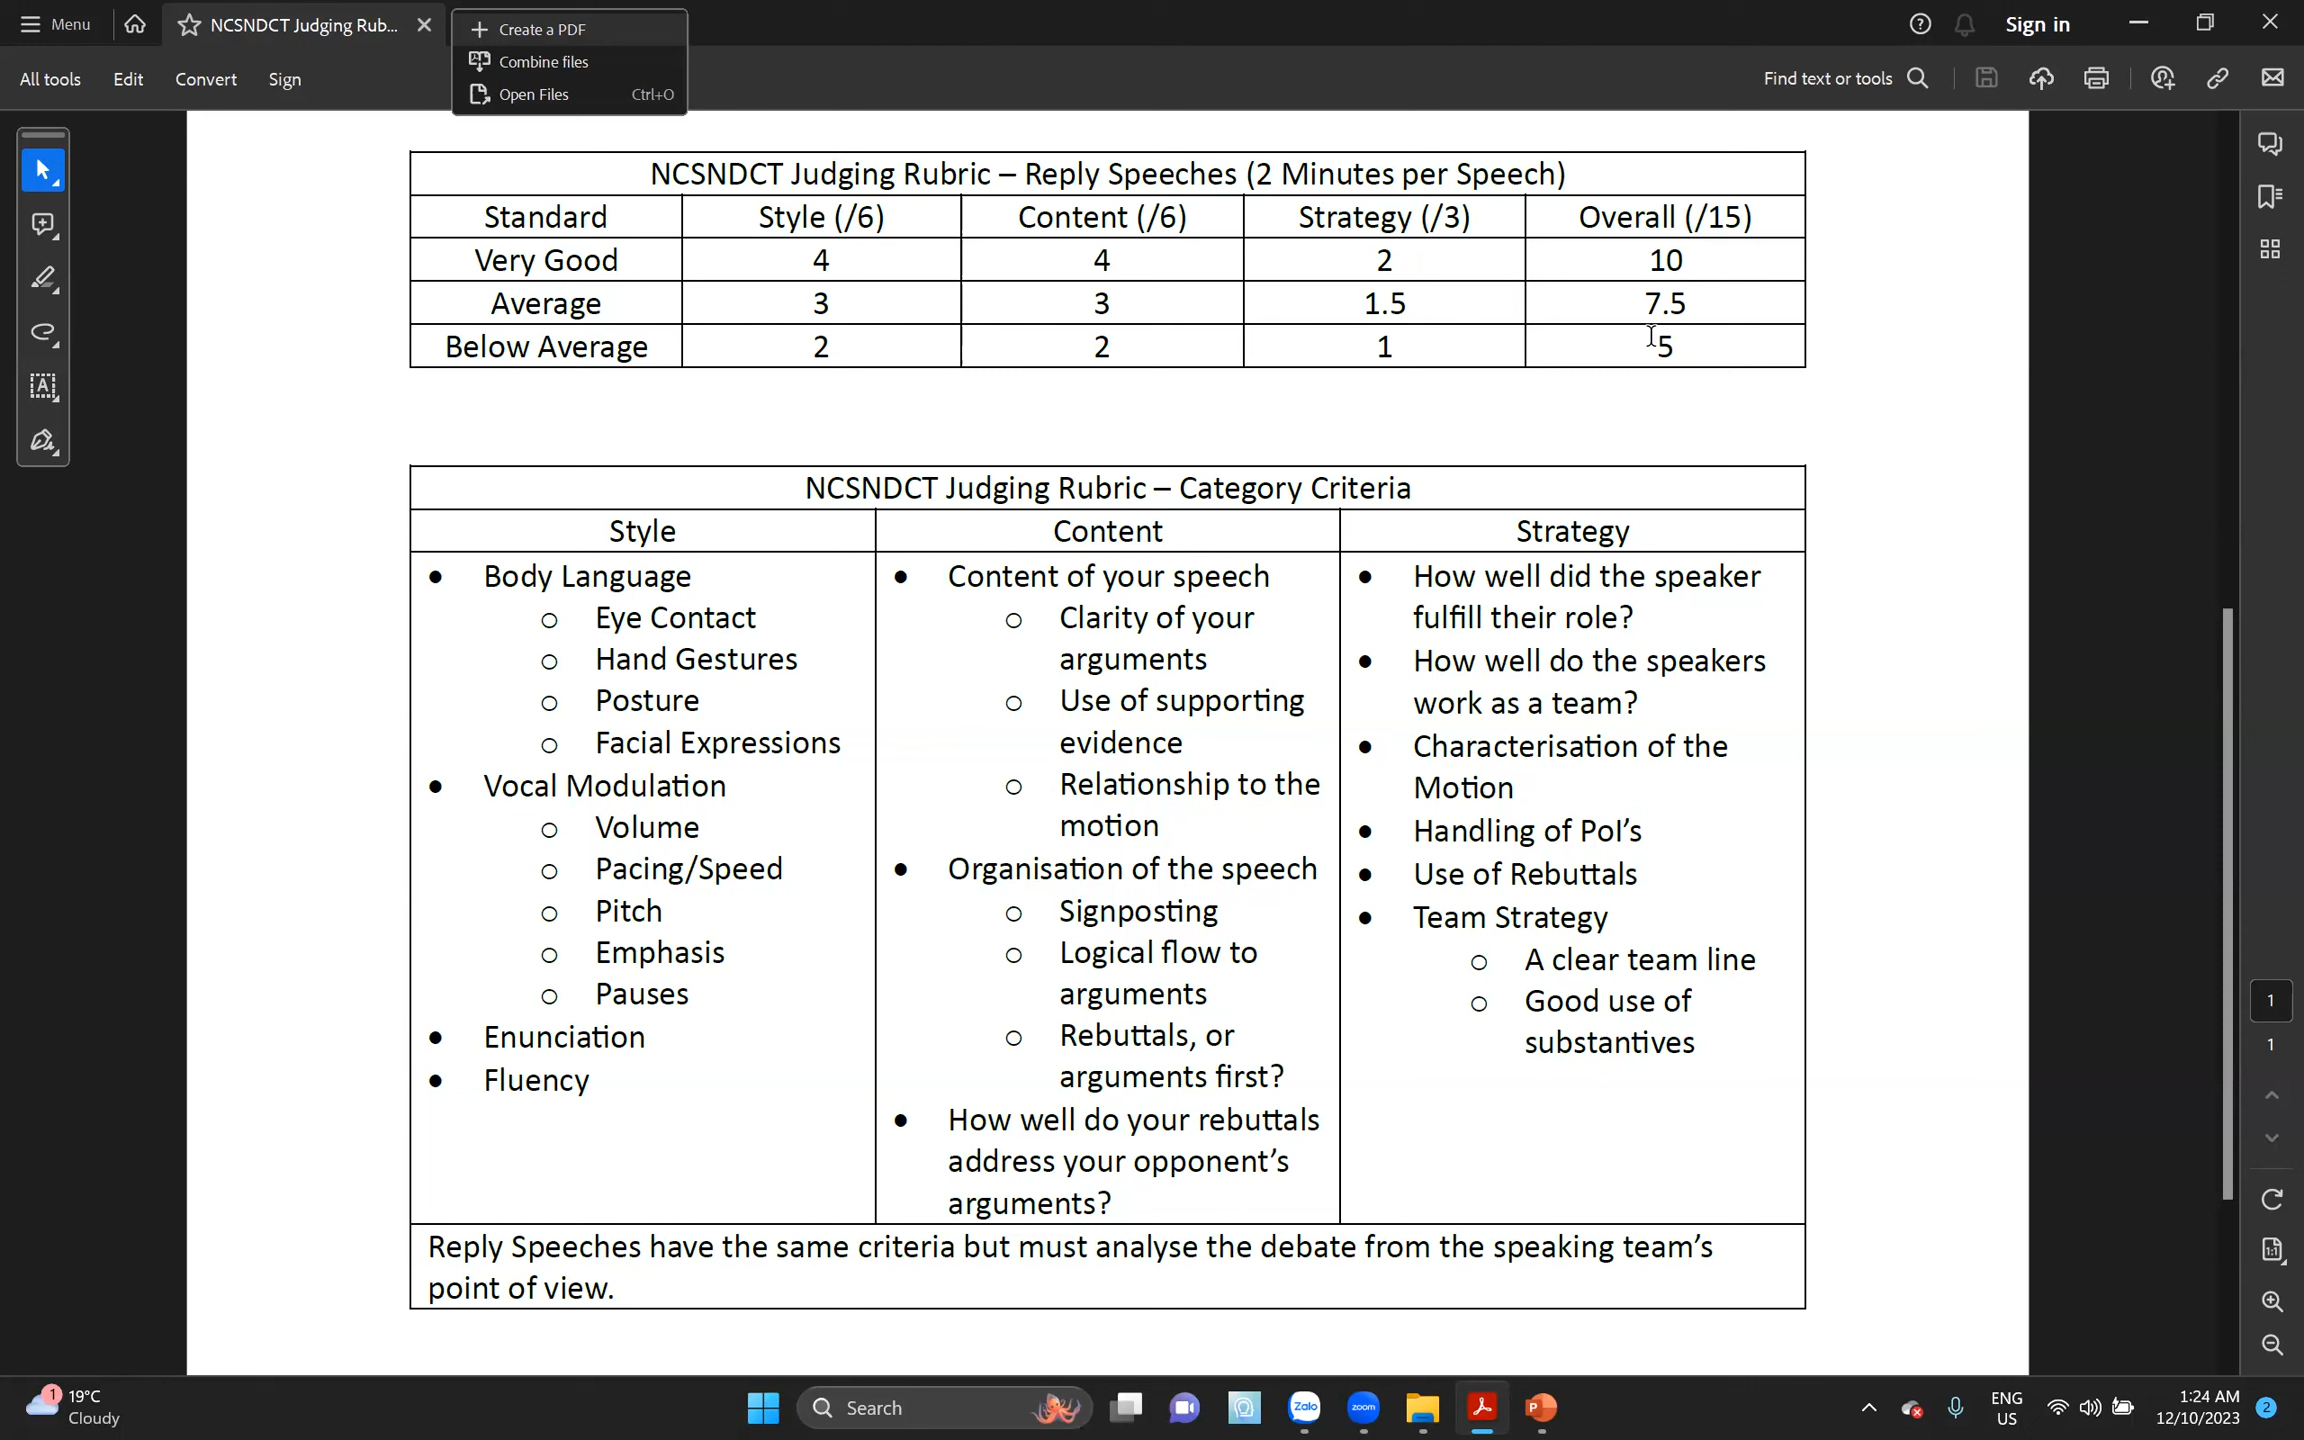 Menu
NCSNDCT Judging Rub...
Create a PDF
Combine files
Open Files Ctrl+O
Sign in
All tools Edit Convert Sign
Find text or tools
NCSNDCT Judging Rubric – Reply Speeches (2 Minutes per Speech)
Standard Style (/6) Content (/6) Strategy (/3) Overall (/15)
Very Good 4 4 2 10
Average 3 3 1.5 7.5
Below Average 2 2 1 5
NCSNDCT Judging Rubric – Category Criteria
Style Content Strategy
• Body Language
o Eye Contact
o Hand Gestures
o Posture
o Facial Expressions
• Vocal Modulation
o Volume
o Pacing/Speed
o Pitch
o Emphasis
o Pauses
• Enunciation
• Fluency
• Content of your speech
o Clarity of your
arguments
o Use of supporting
evidence
o Relationship to the
motion
• Organisation of the speech
o Signposting
o Logical flow to
arguments
o Rebuttals, or
arguments first?
• How well do your rebuttals
address your opponent's
arguments?
• How well did the speaker
fulfill their role?
• How well do the speakers
work as a team?
• Characterisation of the
Motion
• Handling of PoI's
• Use of Rebuttals
• Team Strategy
o A clear team line
o Good use of
substantives
Reply Speeches have the same criteria but must analyse the debate from the speaking team's
point of view.
1
1
1:1
1
19°C
Cloudy
Search
Zalo
zoom
ENG
US
1:24 AM
12/10/2023
2